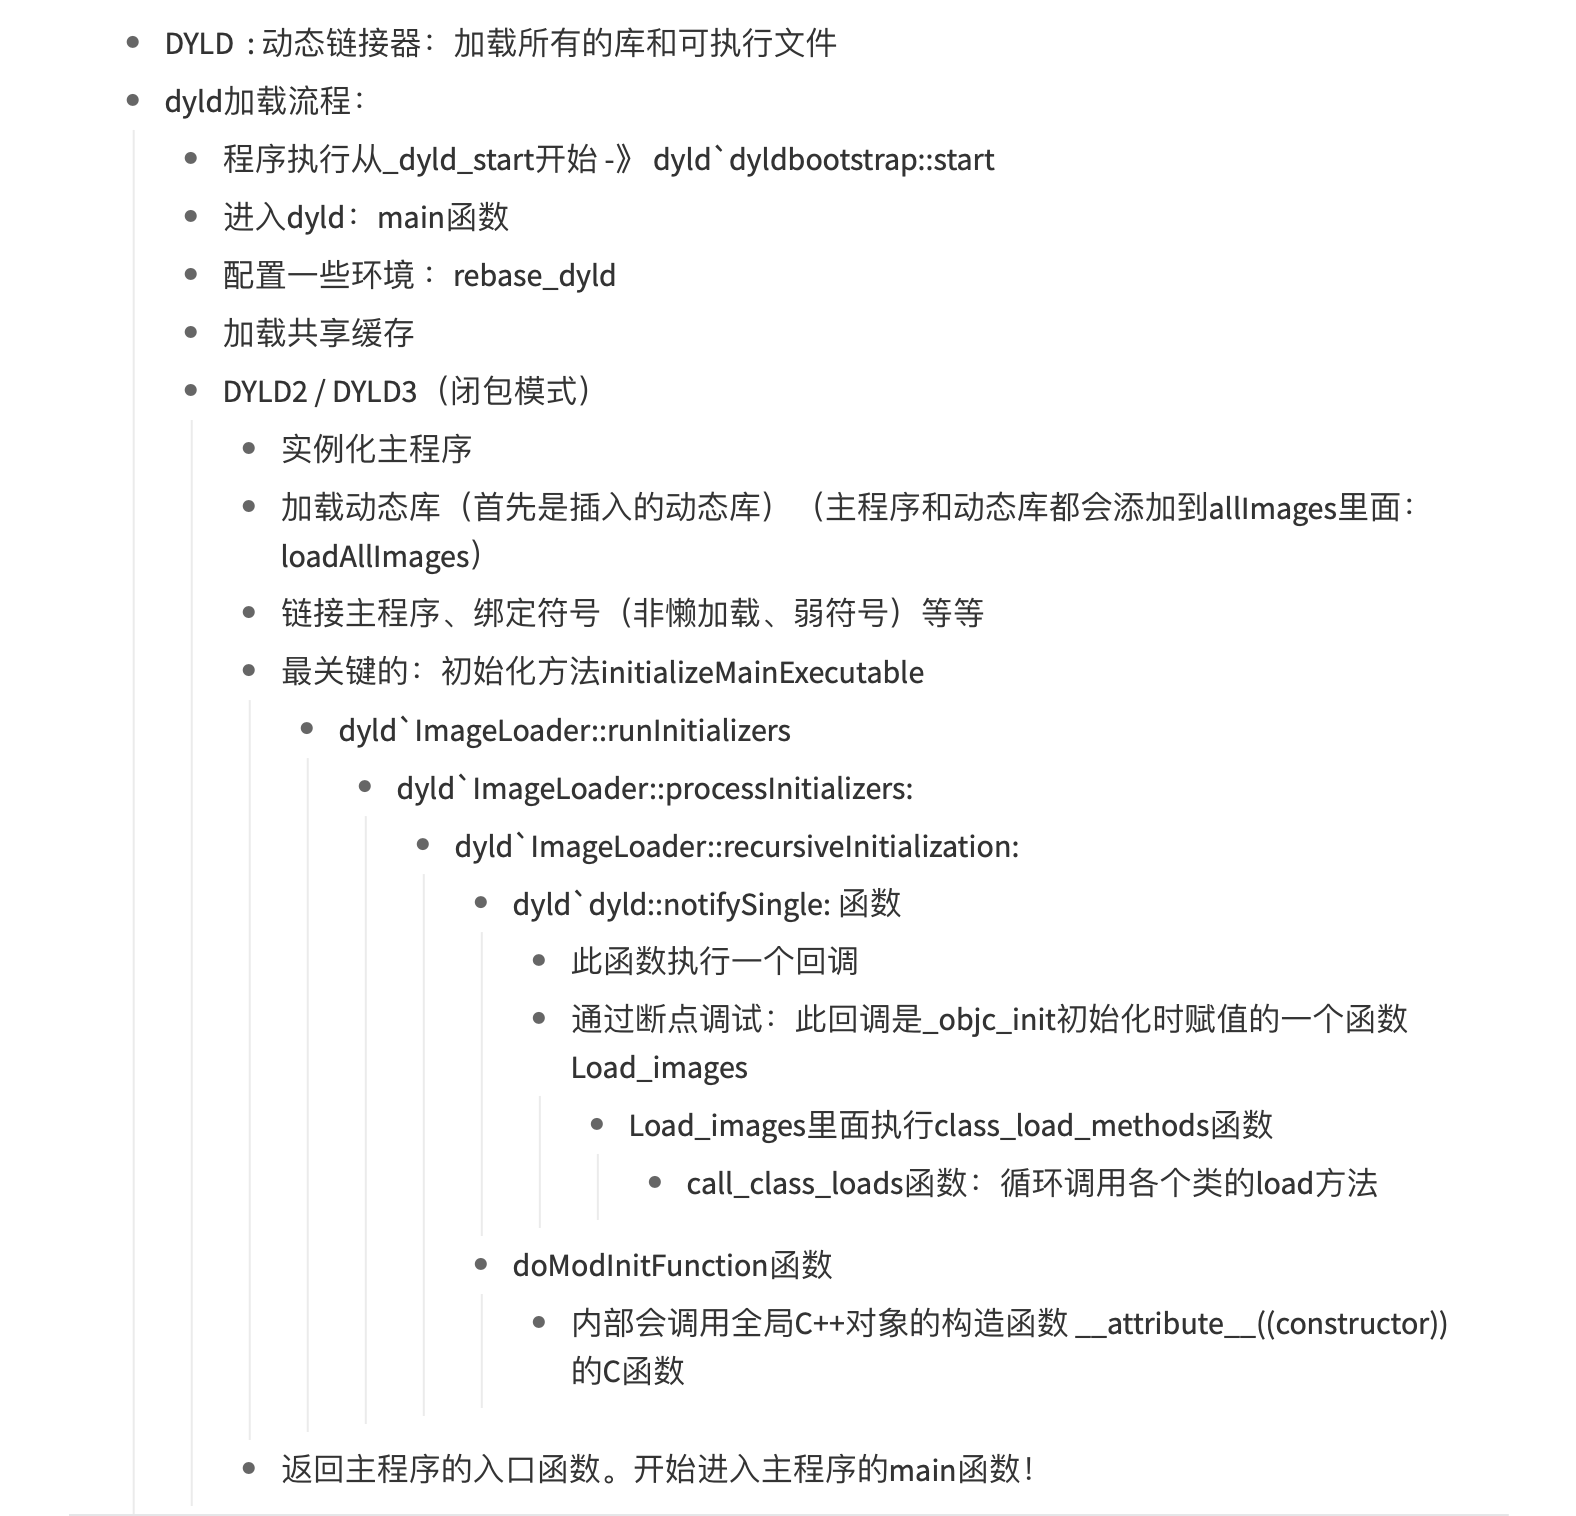 DYLD : 动态链接器：加载所有的库和可执行文件
dyld加载流程：
程序执行从_dyld_start开始 -》 dyld`dyldbootstrap::start
进入dyld：main函数
配置一些环境 ：rebase_dyld
加载共享缓存
DYLD2 / DYLD3（闭包模式）
实例化主程序
加载动态库（首先是插入的动态库）（主程序和动态库都会添加到allImages里面：
loadAllImages）
链接主程序、绑定符号（非懒加载、弱符号）等等
最关键的：初始化方法initializeMainExecutable
dyld`ImageLoader::runInitializers
dyld`ImageLoader::processInitializers:
dyld`ImageLoader::recursiveInitialization:
dyld`dyld::notifySingle: 函数
此函数执行一个回调
通过断点调试：此回调是_objc_init初始化时赋值的一个函数
Load_images
Load_images里面执行class_load_methods函数
call_class_loads函数：循环调用各个类的load方法
doModInitFunction函数
内部会调用全局C++对象的构造函数 __attribute__((constructor))
的C函数
返回主程序的入口函数。开始进入主程序的main函数！